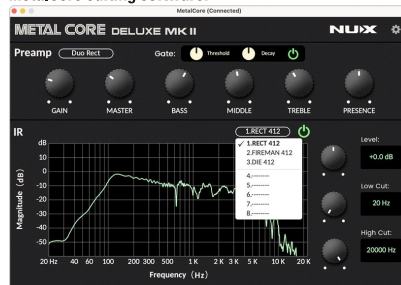 MetalCore (Connected)
METAL CORE DELUXE MK II
NUX
Preamp
Duo Rect
Gate:
Threshold
Decay
GAIN
MASTER
BASS
MIDDLE
TREBLE
PRESENCE
IR
1.RECT 412
✓ 1.RECT 412
2.FIREMAN 412
3.DIE 412
4.--------
5.--------
6.--------
7.--------
8.--------
Level:
+0.0 dB
Low Cut:
20 Hz
High Cut:
20000 Hz
dB
10
0
-10
-20
-30
-40
-50
Magnitude (dB)
20 Hz 40 60 100 200 300 500 1 K 2 K 3 K 5 K 10 K 20 K
Frequency (Hz)